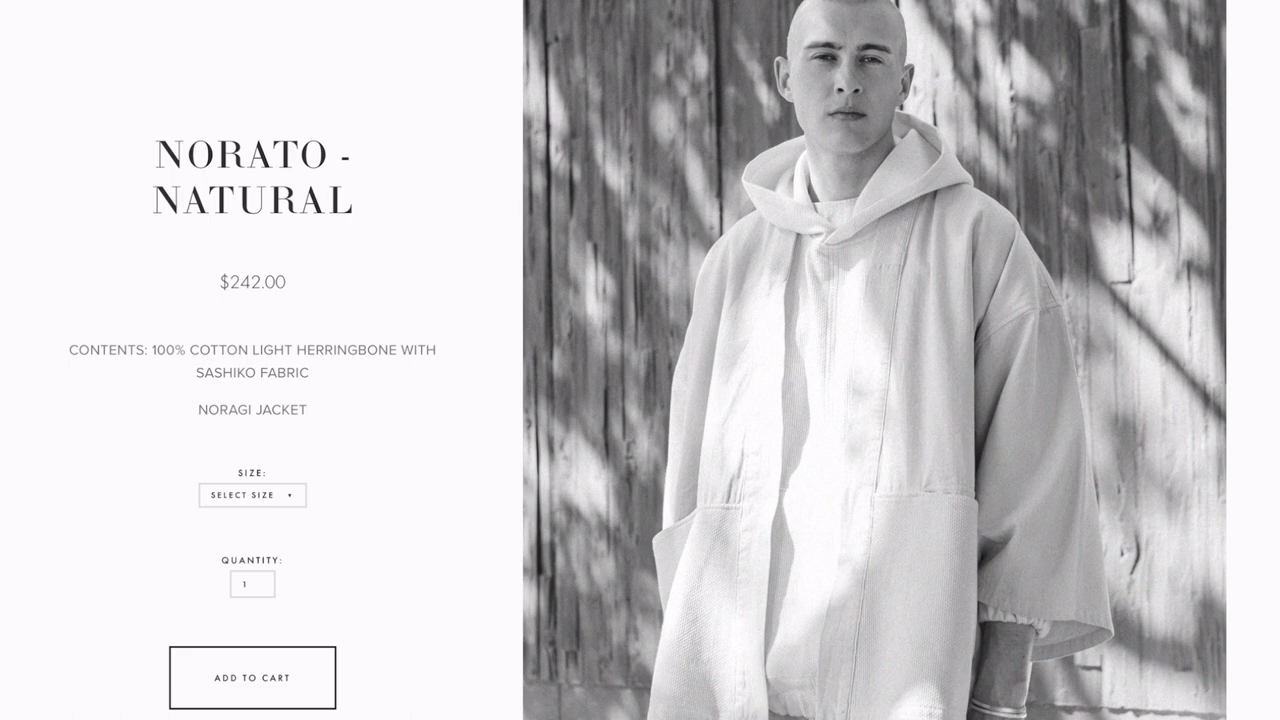 NORATO -
NATURAL
$242.00
CONTENTS: 100% COTTON LIGHT HERRINGBONE WITH
SASHIKO FABRIC
NORAGI JACKET
SIZE:
SELECT SIZE
QUANTITY:
1
ADD TO CART